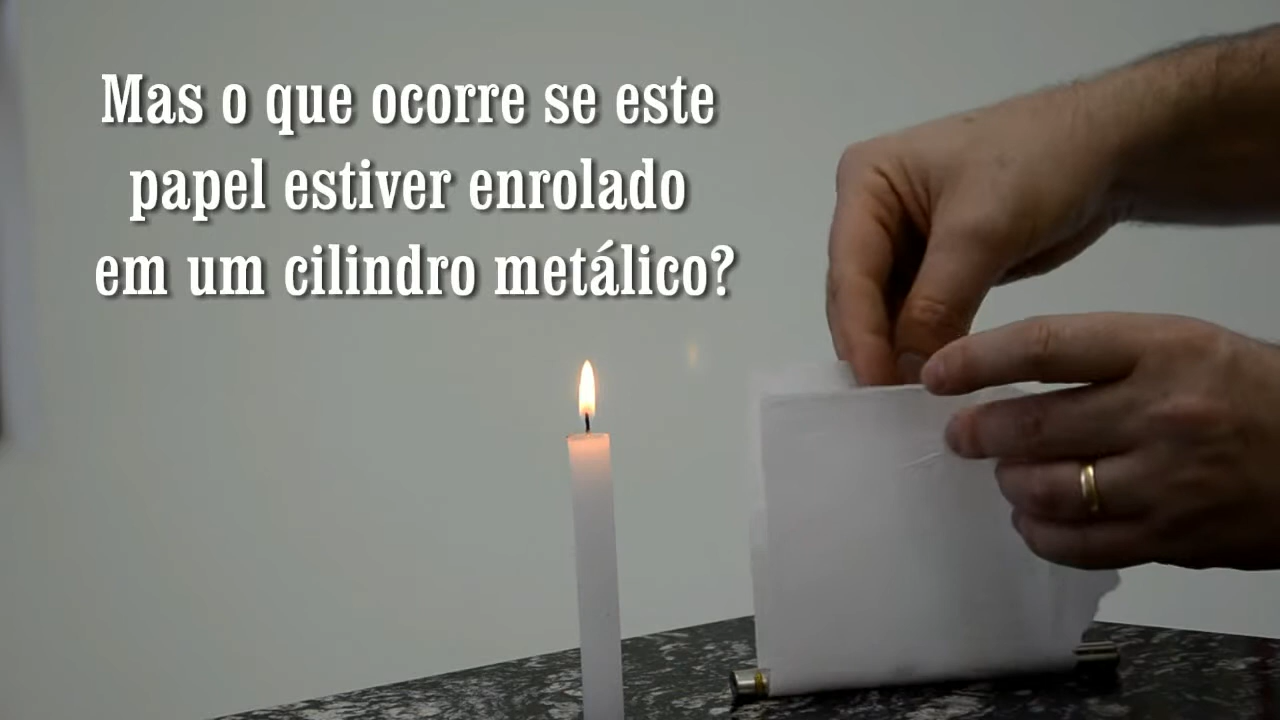 Mas o que ocorre se este
papel estiver enrolado
em um cilindro metálico?